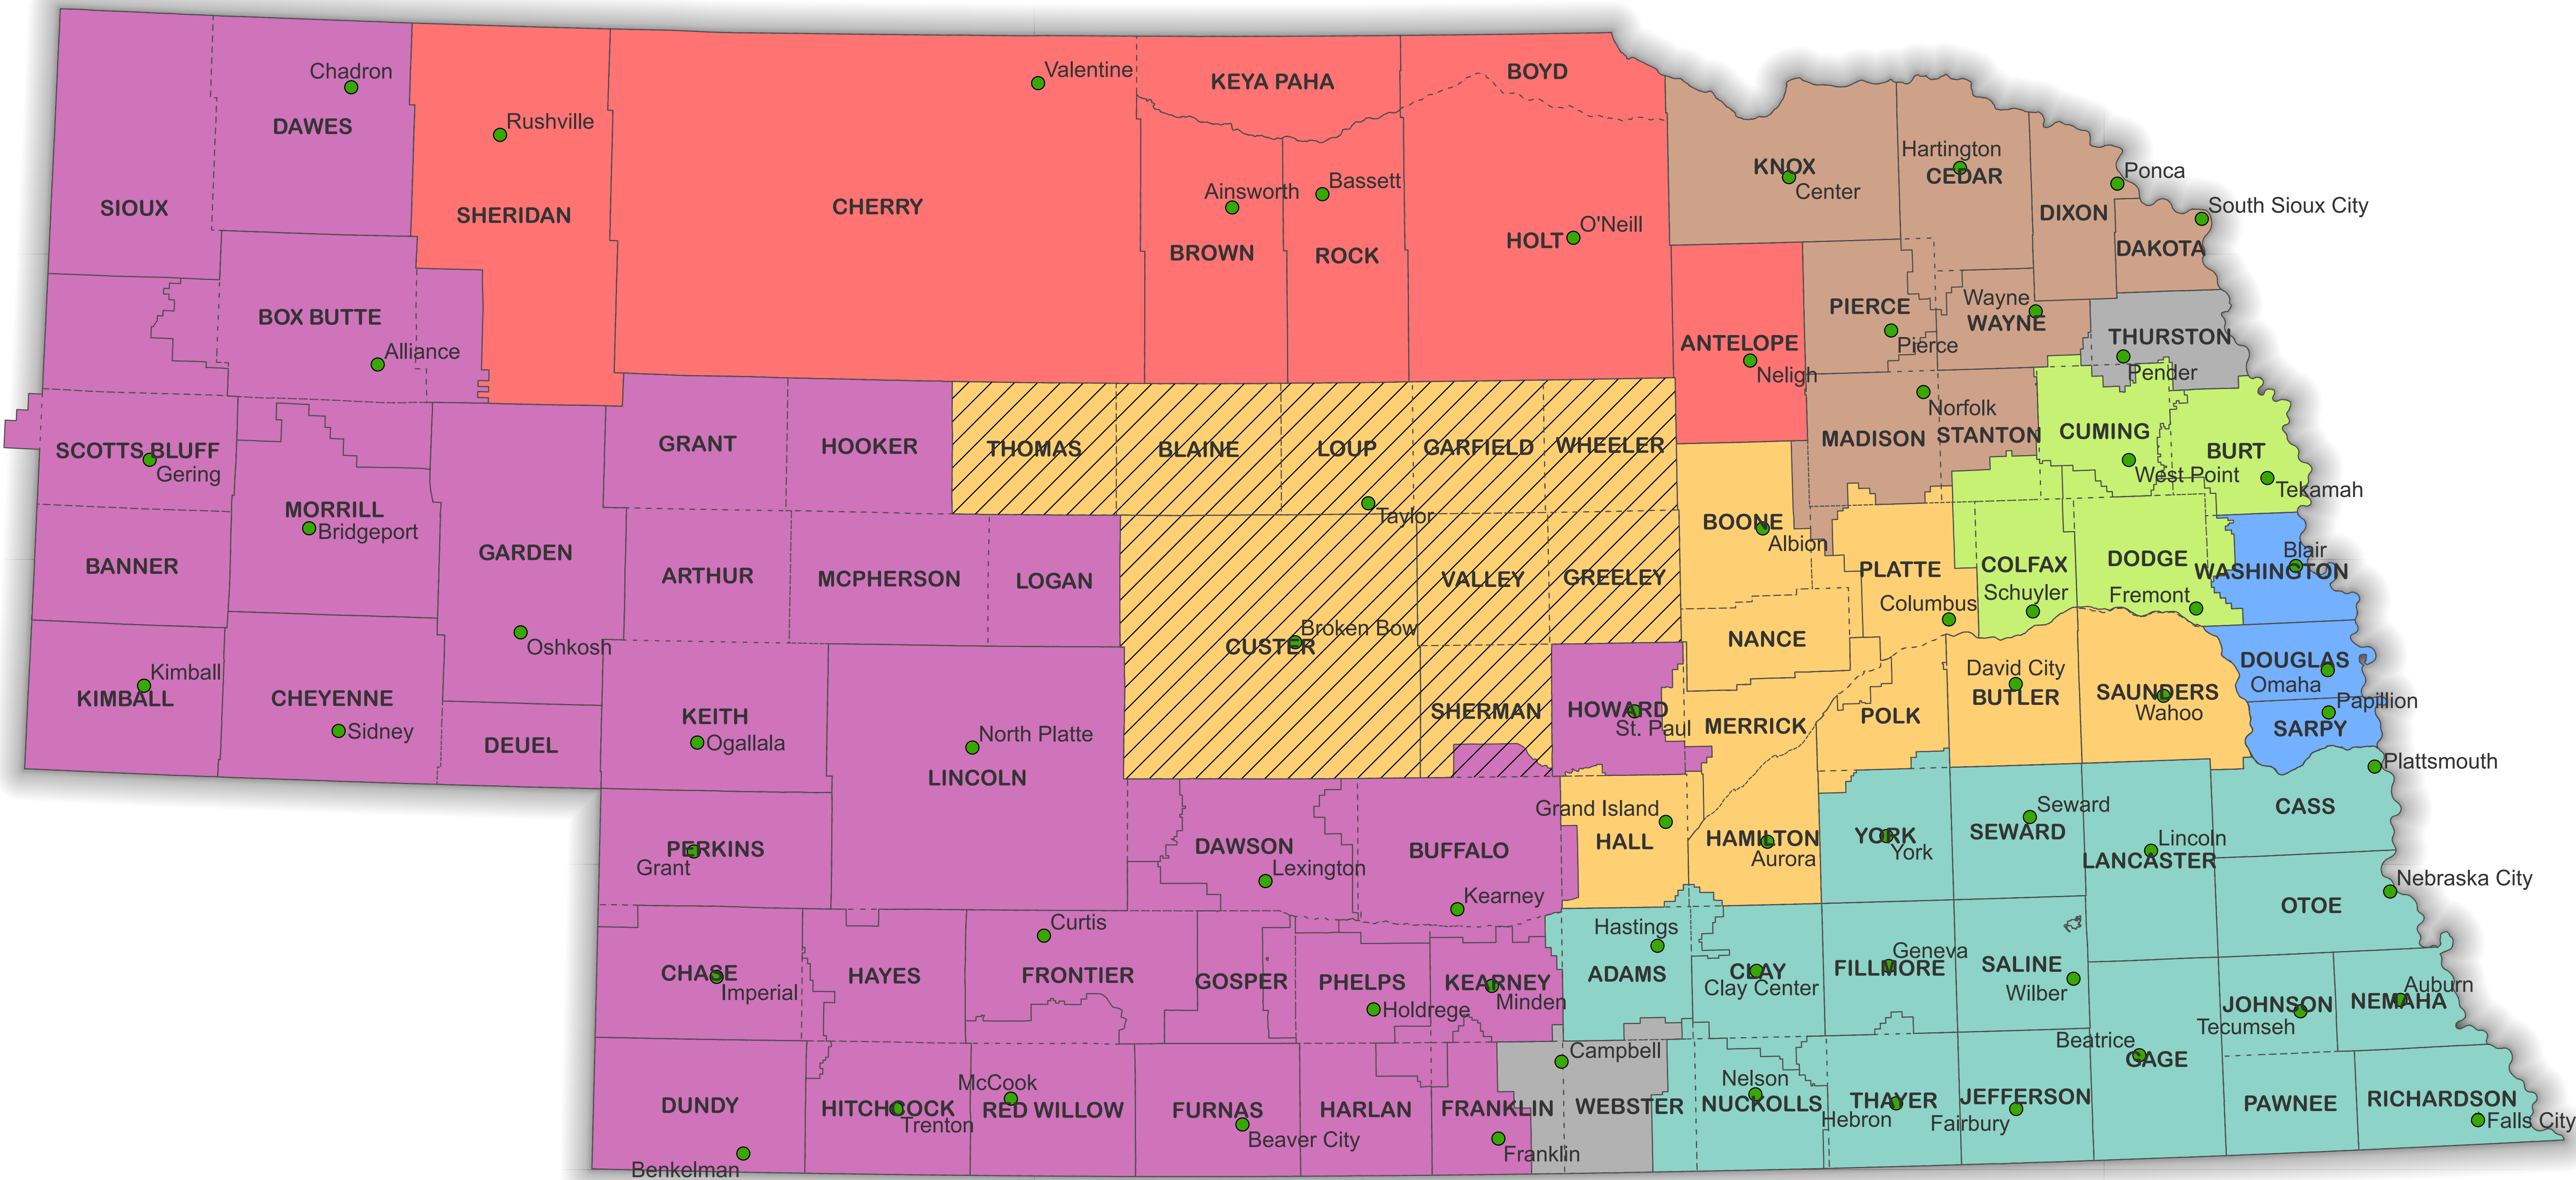 Chadron
DAWES
SIOUX
Rushville
SHERIDAN
Valentine
CHERRY
KEYA PAHA
BOYD
Ainsworth
Bassett
BROWN
ROCK
HOLT
O'Neill
KNOX
Center
Hartington
CEDAR
Ponca
DIXON
South Sioux City
DAKOTA
BOX BUTTE
Alliance
ANTELOPE
Neligh
PIERCE
Pierce
Wayne
WAYNE
THURSTON
Pender
SCOTTS BLUFF
Gering
MORRILL
Bridgeport
GARDEN
Oshkosh
GRANT
HOOKER
THOMAS
BLAINE
LOUP
Taylor
GARFIELD
WHEELER
MADISON
Norfolk
STANTON
CUMING
West Point
BURT
Tekamah
BANNER
ARTHUR
MCPHERSON
LOGAN
VALLEY
GREELEY
BOONE
Albion
PLATTE
Columbus
COLFAX
Schuyler
DODGE
Fremont
Blair
WASHINGTON
KIMBALL
Kimball
CHEYENNE
Sidney
DEUEL
KEITH
Ogallala
North Platte
LINCOLN
CUSTER
Broken Bow
SHERMAN
HOWARD
St. Paul
NANCE
MERRICK
POLK
David City
BUTLER
SAUNDERS
Wahoo
DOUGLAS
Omaha
Papillion
SARPY
Plattsmouth
CASS
PERKINS
Grant
DAWSON
Lexington
BUFFALO
Kearney
Grand Island
HALL
HAMILTON
Aurora
YORK
York
Seward
SEWARD
Lincoln
LANCASTER
Nebraska City
OTOE
CHASE
Imperial
HAYES
Curtis
FRONTIER
GOSPER
PHELPS
Holdrege
KEARNEY
Minden
Hastings
ADAMS
CLAY
Clay Center
Geneva
FILLMORE
SALINE
Wilber
JOHNSON
Tecumseh
Auburn
NEMAHA
DUNDY
Benkelman
HITCHCOCK
Trenton
McCook
RED WILLOW
FURNAS
Beaver City
HARLAN
FRANKLIN
Franklin
Campbell
WEBSTER
Nelson
NUCKOLLS
THAYER
Hebron
JEFFERSON
Fairbury
Beatrice
GAGE
PAWNEE
RICHARDSON
Falls City